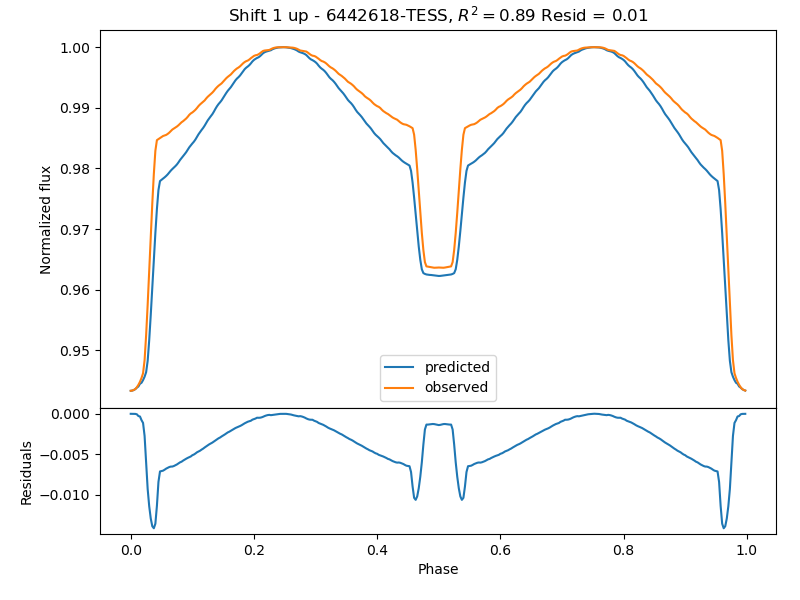 Shift 1 up - 6442618-TESS, $R^2 = 0.89 Resid = 0.01
Normalized flux
1.00
0.99
0.98
0.97
0.96
0.95
predicted
observed
Residuals
0.000
−0.005
−0.010
0.0
0.2
0.4
0.6
0.8
1.0
Phase